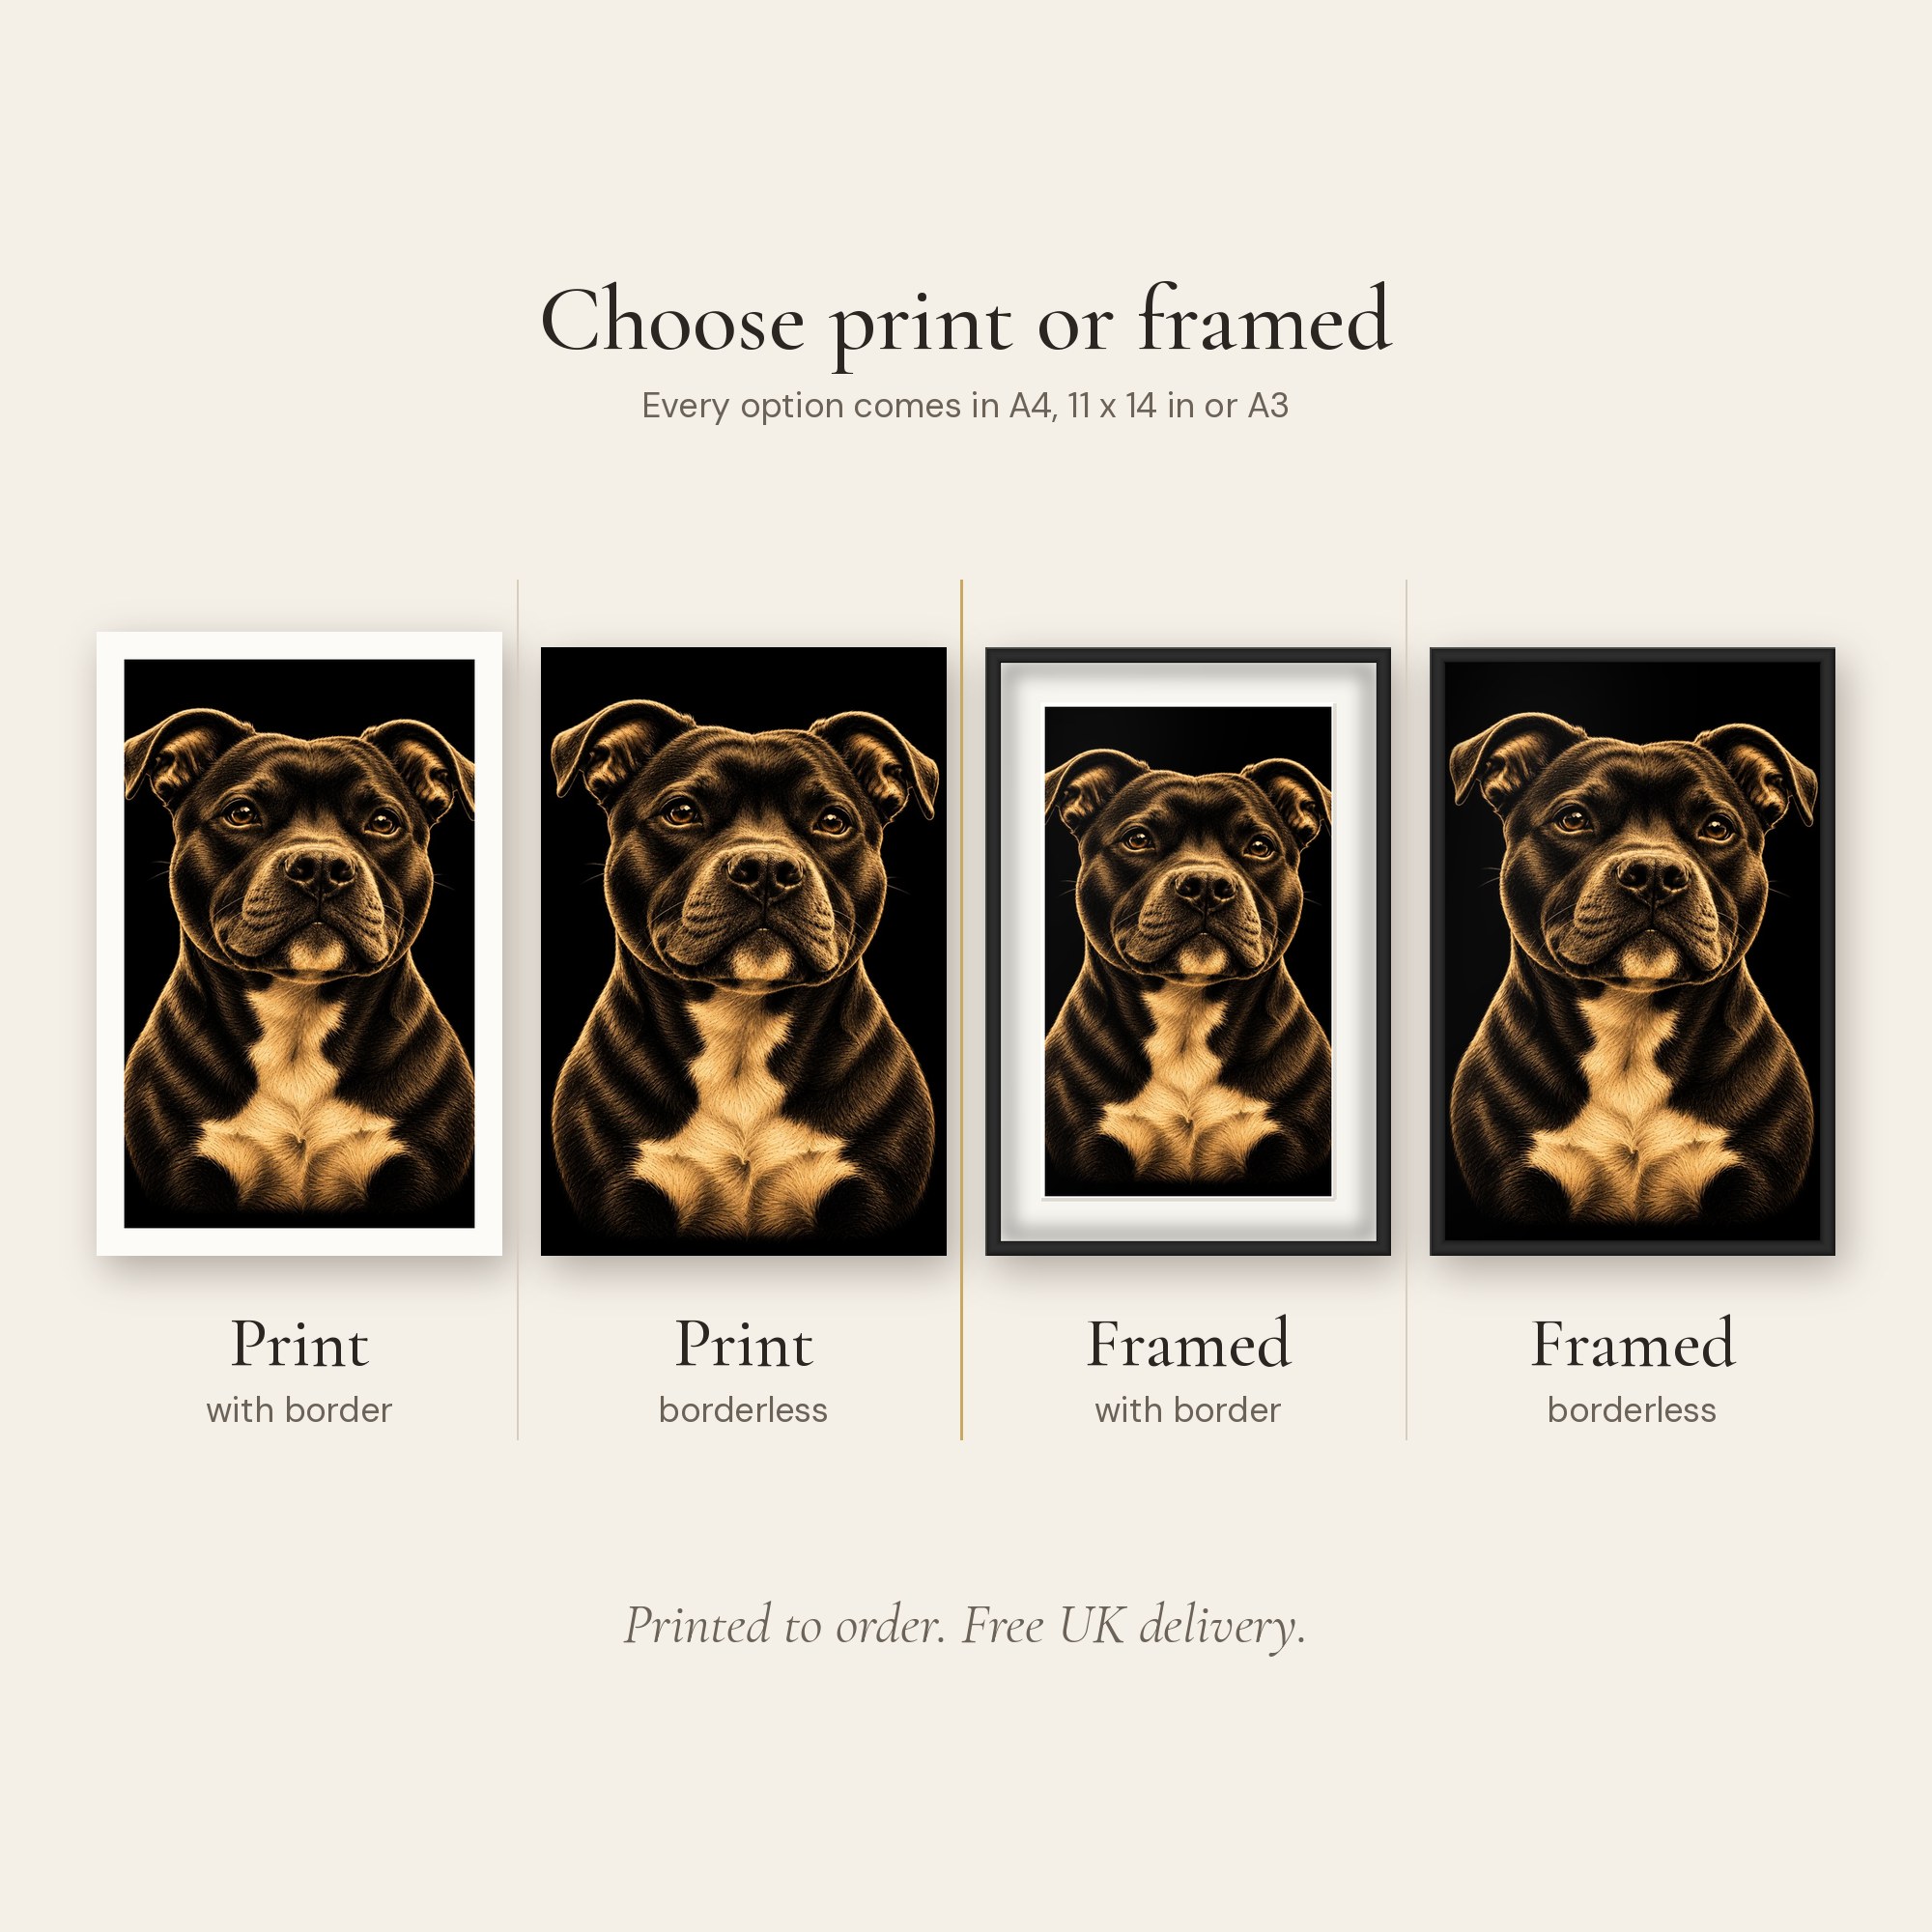 Choose print or framed
Every option comes in A4, 11 x 14 in or A3
Print
with border
Print
borderless
Framed
with border
Framed
borderless
Printed to order. Free UK delivery.